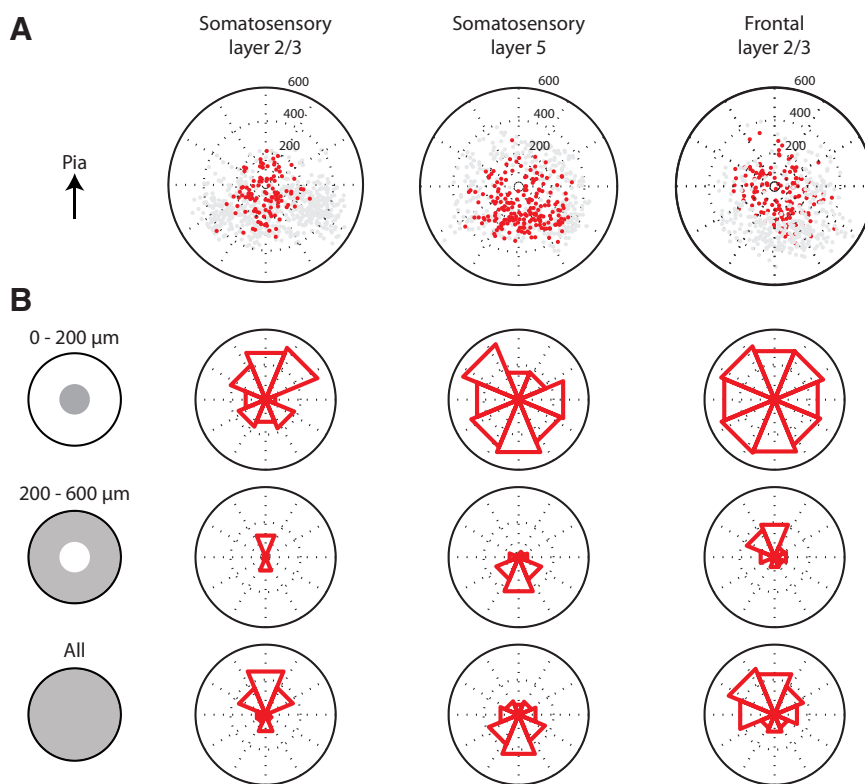 A
Somatosensory
layer 2/3
Somatosensory
layer 5
Frontal
layer 2/3
600
400
200
600
400
200
600
400
200
Pia
B
0 - 200 µm
200 - 600 µm
All